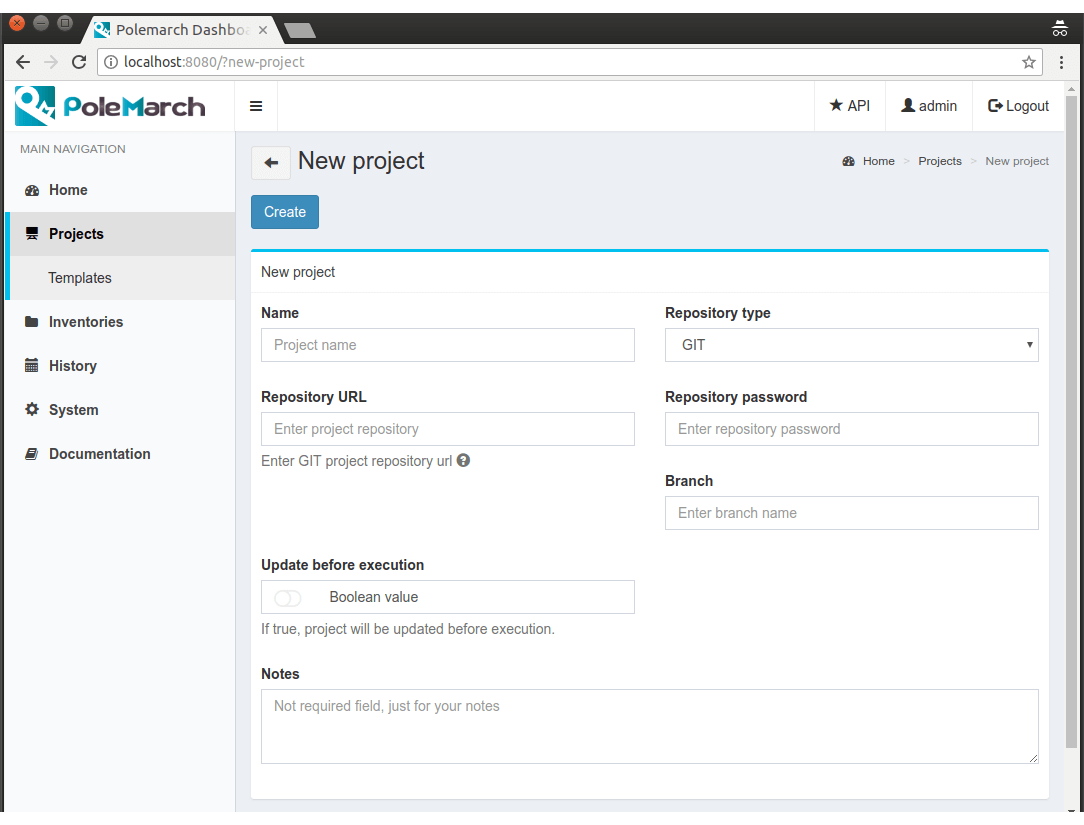 Polemarch Dashboa
localhost:8080/?new-project
PoleMarch
API
admin
Logout
MAIN NAVIGATION
Home
Projects
Templates
Inventories
History
System
Documentation
New project
Home > Projects > New project
Create
New project
Name
Project name
Repository type
GIT
Repository URL
Enter project repository
Enter GIT project repository url
Repository password
Enter repository password
Branch
Enter branch name
Update before execution
Boolean value
If true, project will be updated before execution.
Notes
Not required field, just for your notes